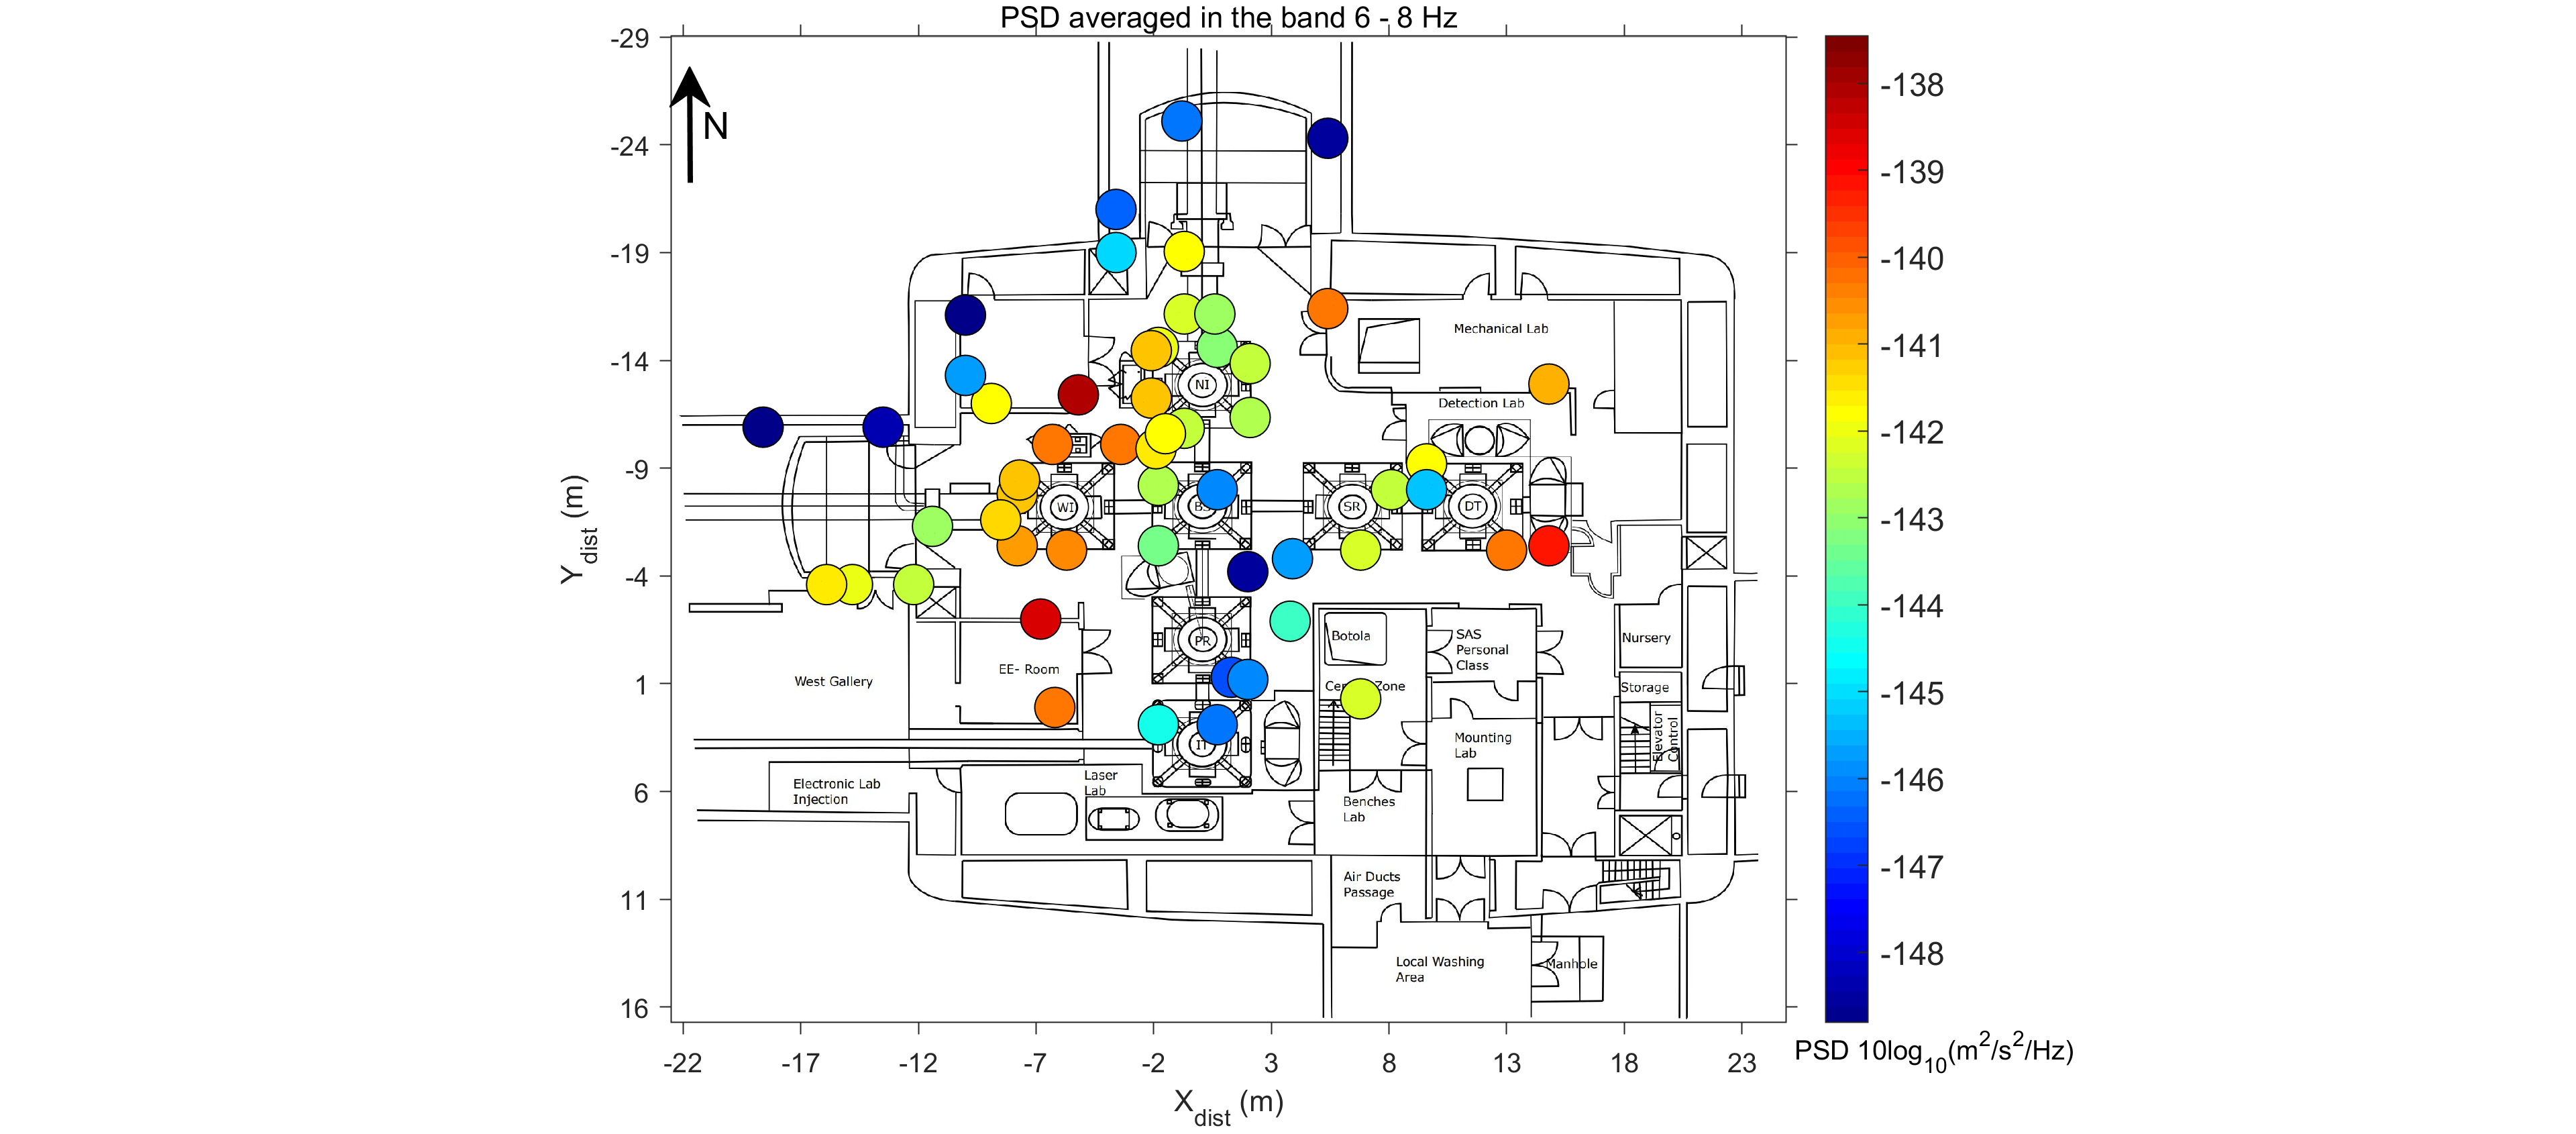 PSD averaged in the band 6 - 8 Hz
-29
-24
-19
-14
-9
-4
1
6
11
16
Y_dist (m)
N
Mechanical Lab
NI
Detection Lab
WI
SR
DT
PR
Botola
SAS
Personal
Class
Nursery
EE- Room
West Gallery
Storage
Elevator
Control
Mounting
Lab
Electronic Lab
Injection
Laser
Lab
Benches
Lab
Air Ducts
Passage
Local Washing
Area
Manhole
-22
-17
-12
-7
-2
3
8
13
18
23
X_dist (m)
-138
-139
-140
-141
-142
-143
-144
-145
-146
-147
-148
PSD 10log₁₀(m²/s²/Hz)